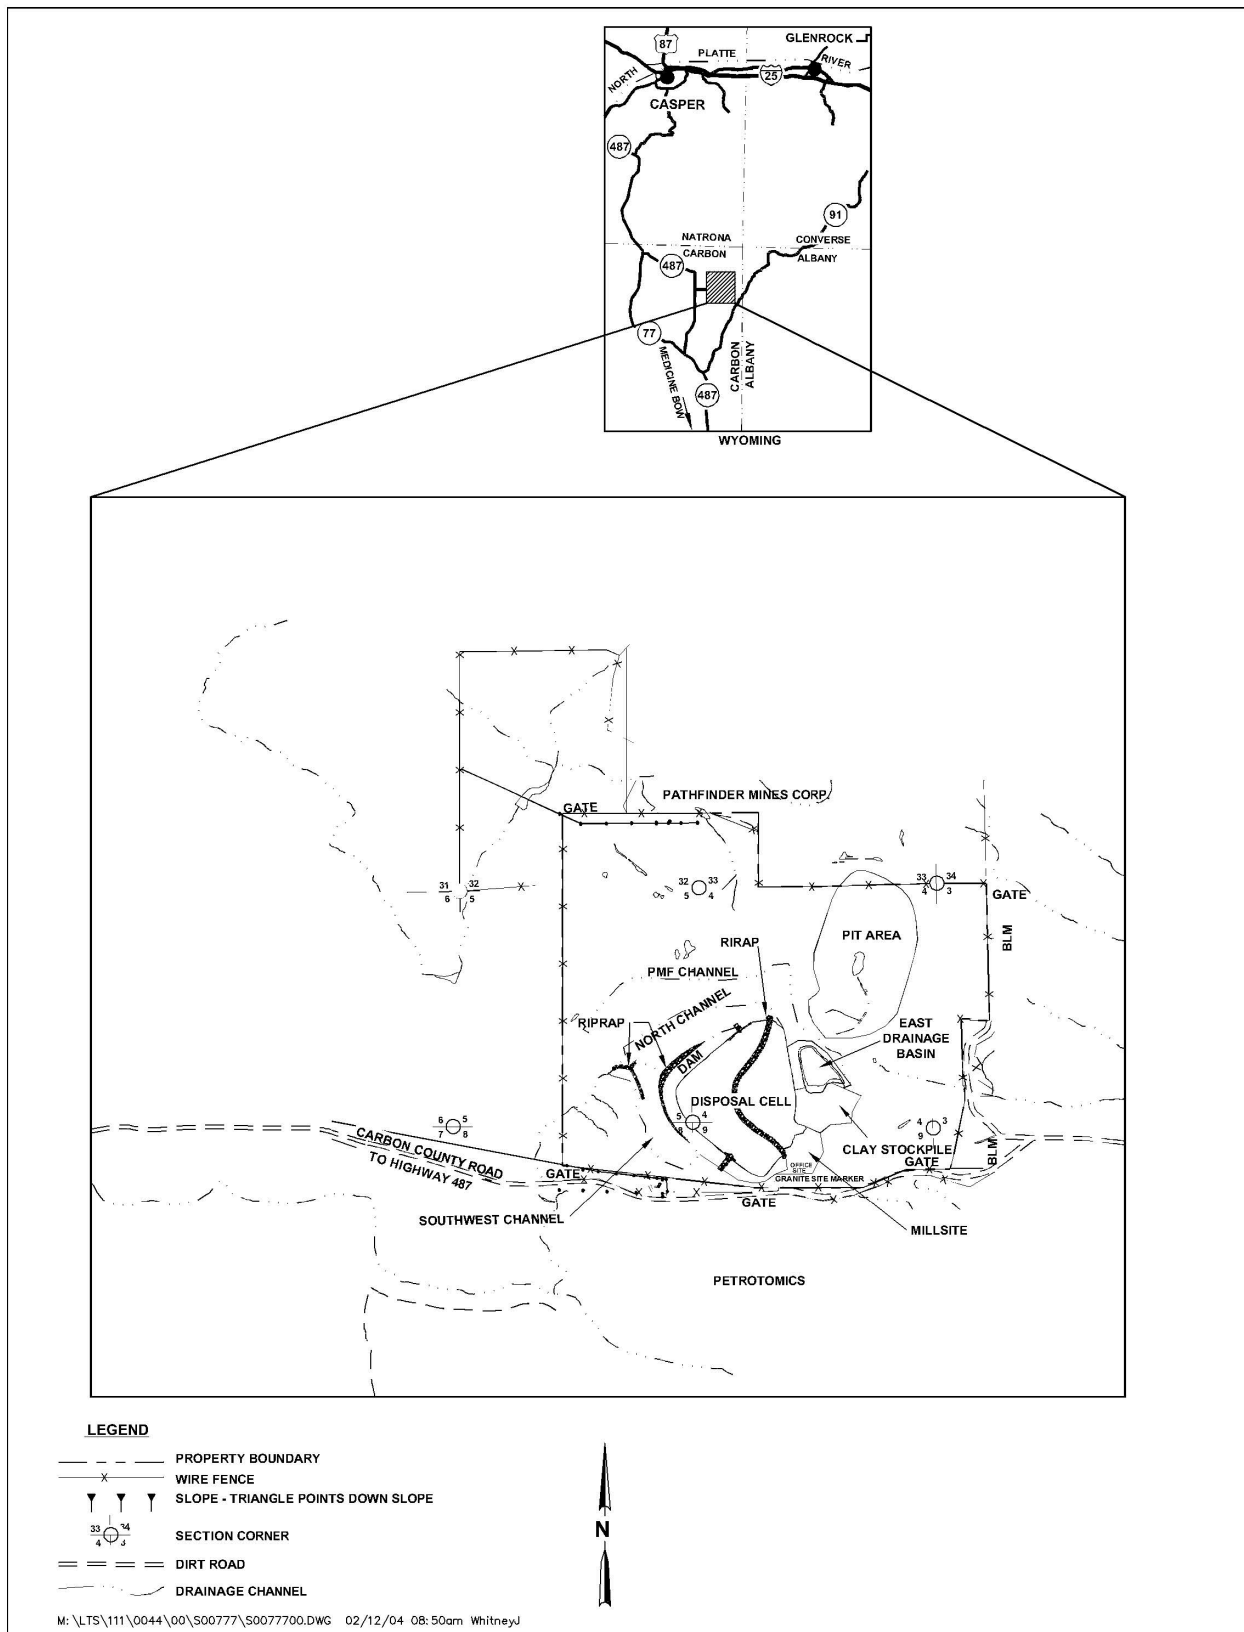 87
GLENROCK
PLATTE
RIVER
NORTH
25
CASPER
487
91
NATRONA
CONVERSE
CARBON
ALBANY
487
77
MEDICINE BOW
CARBON
ALBANY
487
WYOMING
PATHFINDER MINES CORP.
GATE
31 32
6 5
32 33
5 4
33 34
4 3
GATE
BLM
PIT AREA
RIRAP
PMF CHANNEL
NORTH CHANNEL
RIPRAP
DAM
EAST
DRAINAGE
BASIN
DISPOSAL CELL
5 4
8 9
6 5
7 8
4 3
9
CLAY STOCKPILE
GATE
BLM
CARBON COUNTY ROAD
TO HIGHWAY 487
GATE
OFFICE
SITE
GRANITE SITE MARKER
GATE
SOUTHWEST CHANNEL
MILLSITE
PETROTOMICS
LEGEND
PROPERTY BOUNDARY
X
WIRE FENCE
SLOPE - TRIANGLE POINTS DOWN SLOPE
33 34
4 3
SECTION CORNER
DIRT ROAD
DRAINAGE CHANNEL
N
M:\LTS\111\0044\00\S00777\S0077700.DWG 02/12/04 08:50am WhitneyJ